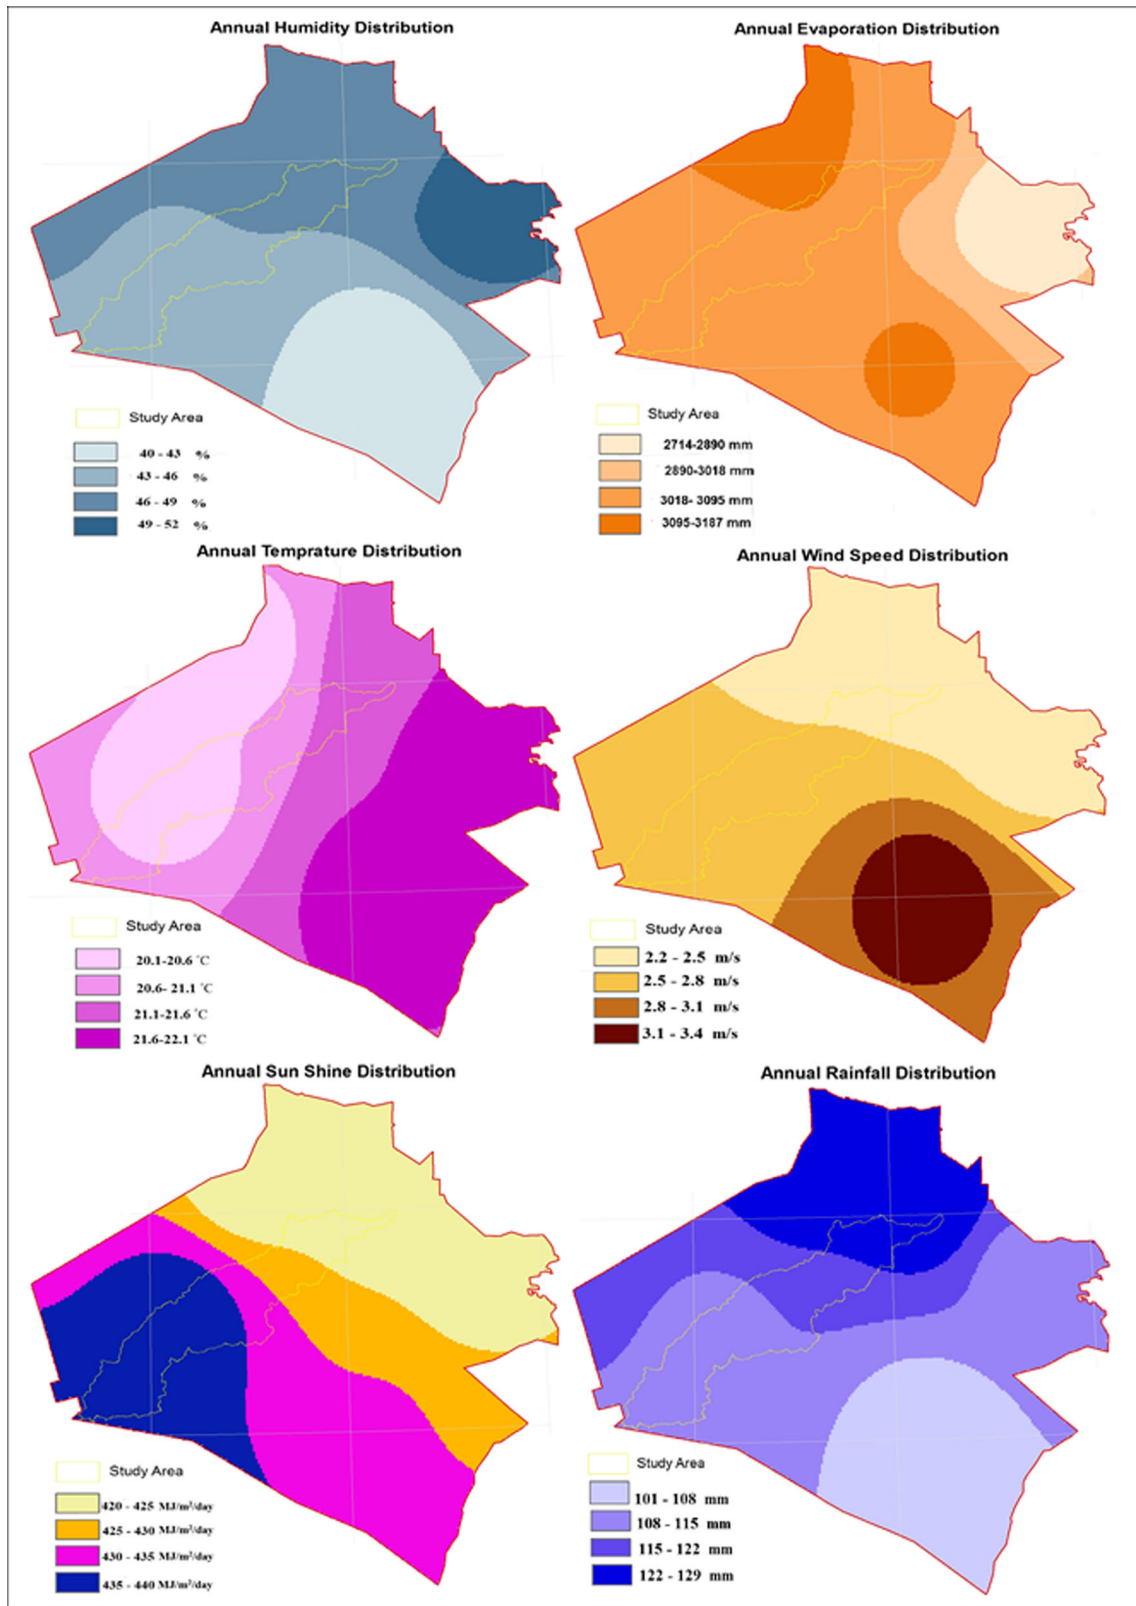 Annual Humidity Distribution
Study Area
40 - 43 %
43 - 46 %
46 - 49 %
49 - 52 %
Annual Evaporation Distribution
Study Area
2714-2890 mm
2890-3018 mm
3018- 3095 mm
3095-3187 mm
Annual Temprature Distribution
Study Area
20.1-20.6 °C
20.6- 21.1 °C
21.1-21.6 °C
21.6-22.1 °C
Annual Wind Speed Distribution
Study Area
2.2 - 2.5 m/s
2.5 - 2.8 m/s
2.8 - 3.1 m/s
3.1 - 3.4 m/s
Annual Sun Shine Distribution
Study Area
420 - 425 MJ/m²/day
425 - 430 MJ/m²/day
430 - 435 MJ/m²/day
435 - 440 MJ/m²/day
Annual Rainfall Distribution
Study Area
101 - 108 mm
108 - 115 mm
115 - 122 mm
122 - 129 mm